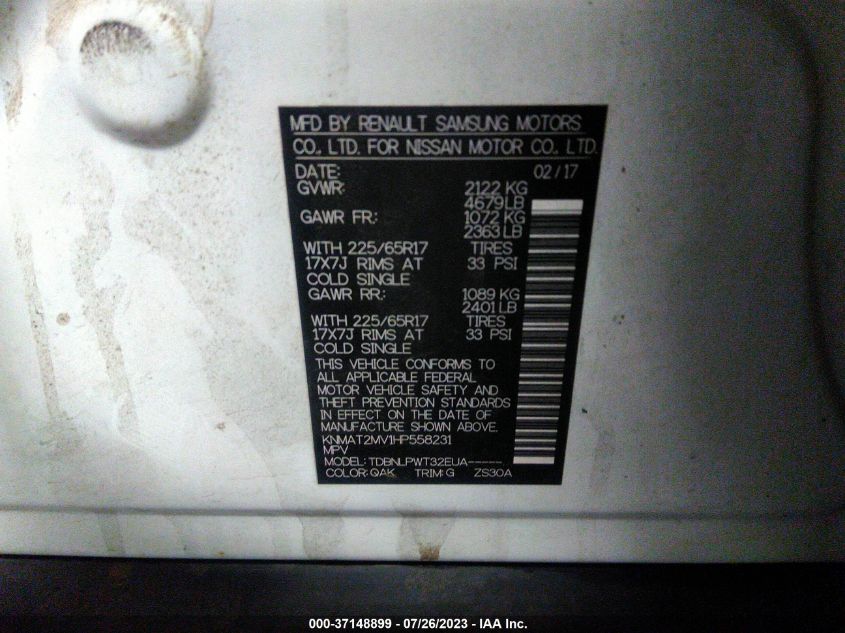 MFD BY RENAULT SAMSUNG MOTORS
CO., LTD. FOR NISSAN MOTOR CO., LTD.
DATE: 02/17
GVWR: 2122 KG
4679LB
GAWR FR: 1072 KG
2363 LB
WITH 225/65R17 TIRES
17X7J RIMS AT 33 PSI
COLD SINGLE
GAWR RR: 1089 KG
2401 LB
WITH 225/65R17 TIRES
17X7J RIMS AT 33 PSI
COLD SINGLE
THIS VEHICLE CONFORMS TO
ALL APPLICABLE FEDERAL
MOTOR VEHICLE SAFETY AND
THEFT PREVENTION STANDARDS
IN EFFECT ON THE DATE OF
MANUFACTURE SHOWN ABOVE.
KNMAT2MV1HP558231
MPV
MODEL: TDBNLPWT32EUA-----
COLOR: QAK TRIM: G ZS30A
000-37148899 - 07/26/2023 - IAA Inc.